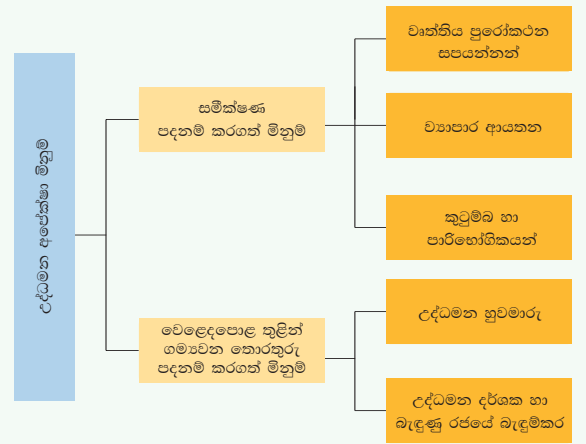 උද්ධමන අපේක්ෂා මිනුම්
සමීක්ෂණ
පදනම් කරගත් මිනුම්
වෘත්තිය පුරෝකථන
සපයන්නන්
ව්‍යාපාර ආයතන
කුටුම්බ හා
පාරිභෝගිකයන්
වෙළෙදපොළ තුළින්
ගම්‍යවන තොරතුරු
පදනම් කරගත් මිනුම්
උද්ධමන හුවමාරු
උද්ධමන දර්ශක හා
බැඳුණු රජයේ බැඳුම්කර